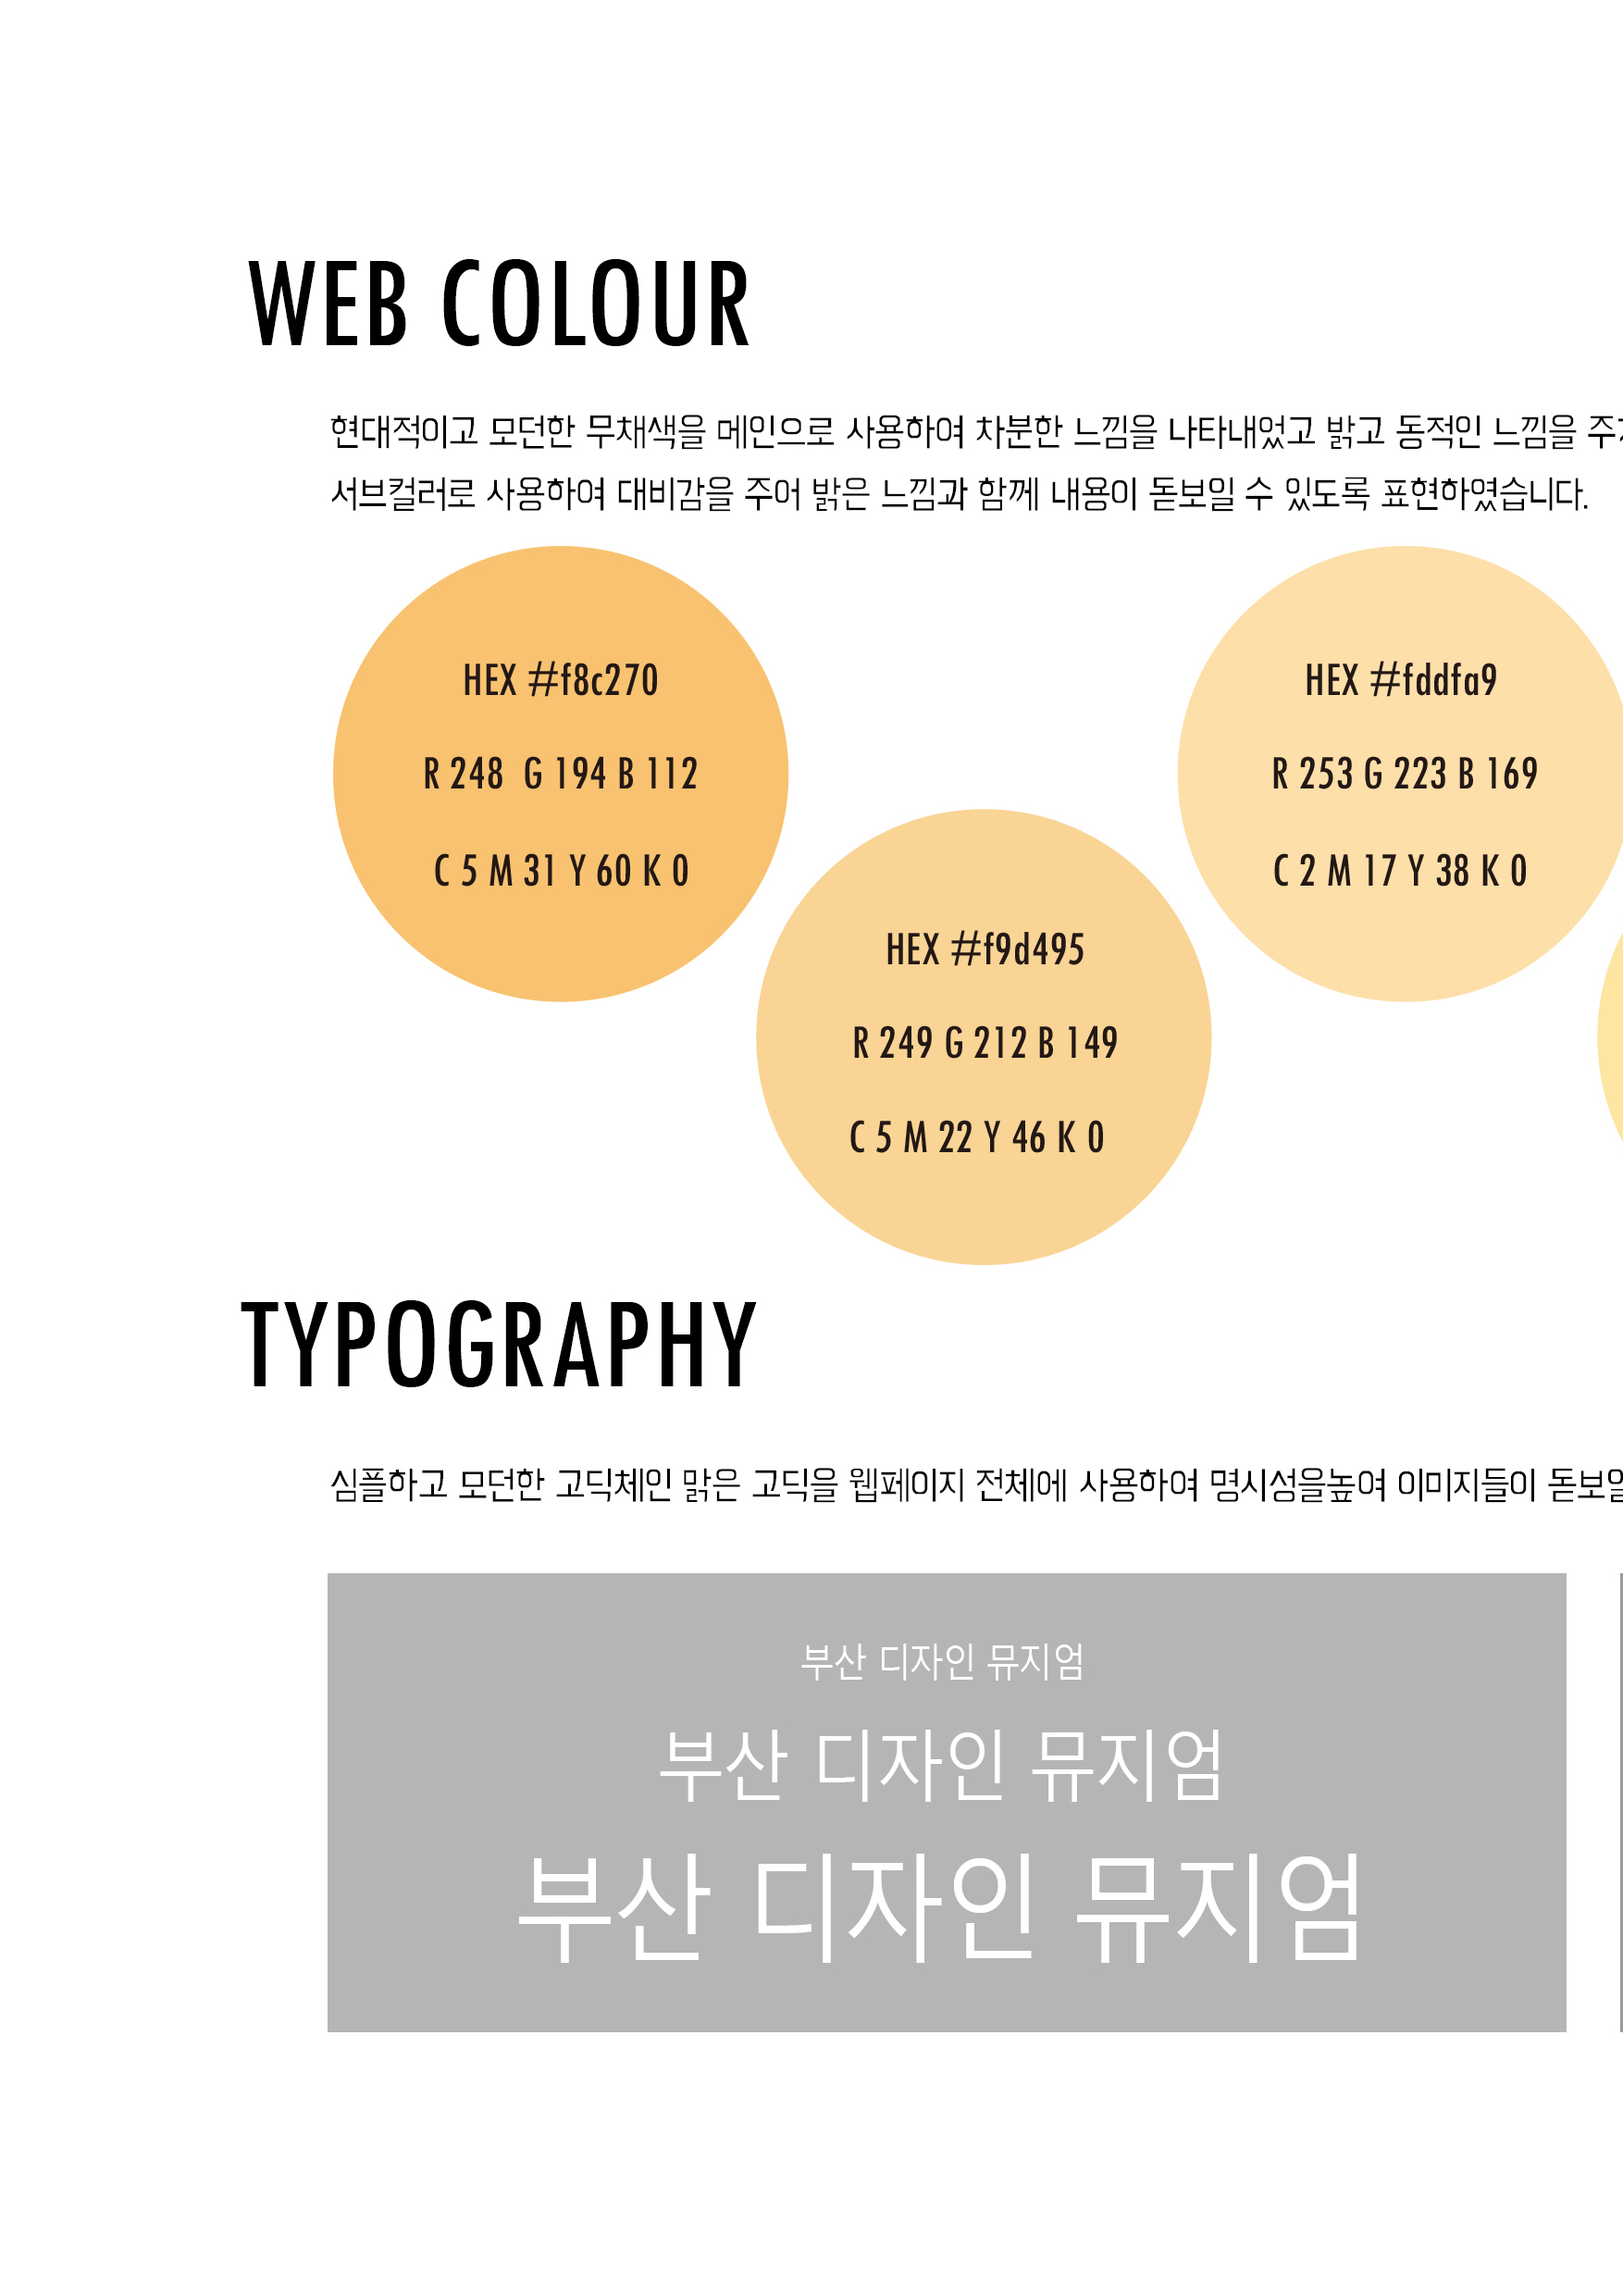 WEB COLOUR
현대적이고 모던한 무채색을 메인으로 사용하여 차분한 느낌을 나타내었고 밝고 동적인 느낌을
서브컬러로 사용하여 대비감을 주어 밝은 느낌과 함께 내용이 돋보일 수 있도록 표현하였습니다.
HEX #f8c270
R 248 G 194 B 112
C 5 M 31 Y 60 K 0
HEX #fddfa9
R 253 G 223 B 169
C 2 M 17 Y 38 K 0
HEX #f9d495
R 249 G 212 B 149
C 5 M 22 Y 46 K 0
TYPOGRAPHY
심플하고 모던한 고딕체인 맑은 고딕을 웹페이지 전체에 사용하여 명시성을높여 이미지들이 돋보일
부산 디자인 뮤지엄
부산 디자인 뮤지엄
부산 디자인 뮤지엄